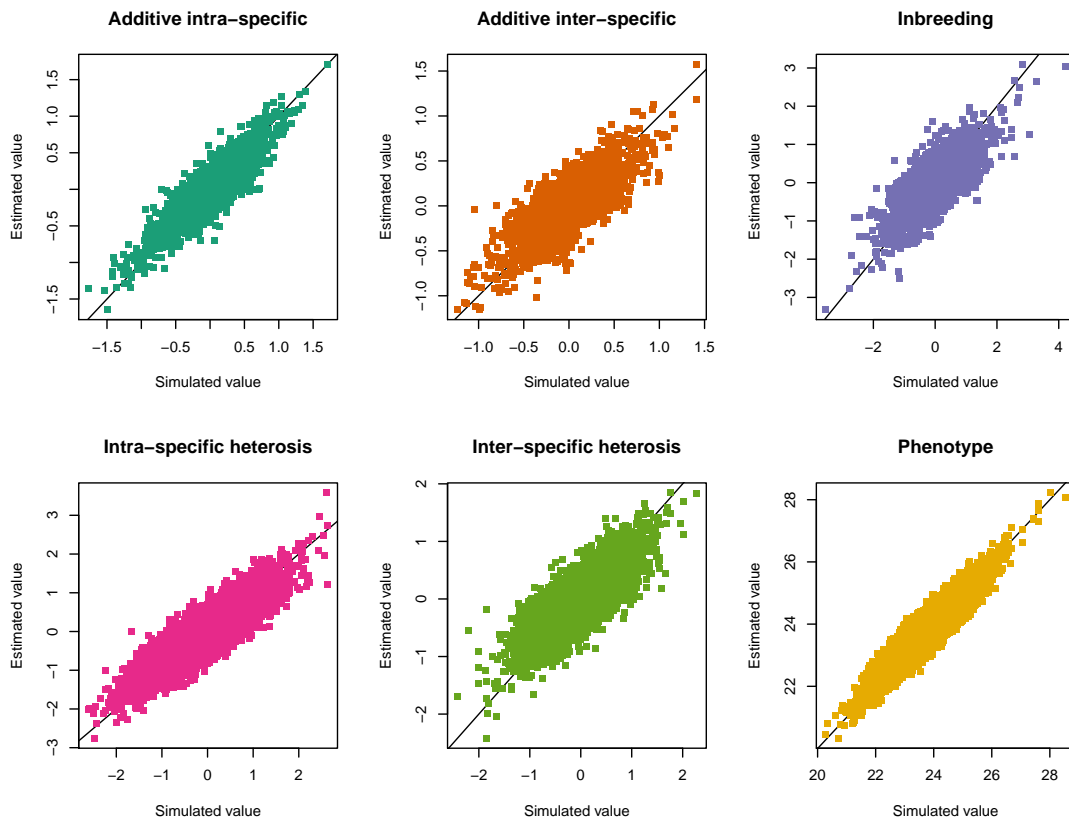 Additive intra−specific
Estimated value
1.5
1.0
0.5
−0.5
−1.5
−1.5 −0.5 0.5 1.5
Simulated value
Additive inter−specific
Estimated value
1.5
1.0
0.5
0.0
−0.5
−1.0
−1.0 −0.5 0.0 0.5 1.0 1.5
Simulated value
Inbreeding
Estimated value
3
2
1
0
−1
−2
−3
−2 0 2 4
Simulated value
Intra−specific heterosis
Estimated value
3
2
1
0
−1
−2
−3
−2 −1 0 1 2
Simulated value
Inter−specific heterosis
Estimated value
2
1
0
−1
−2
−2 −1 0 1 2
Simulated value
Phenotype
Estimated value
28
26
24
22
20 22 24 26 28
Simulated value